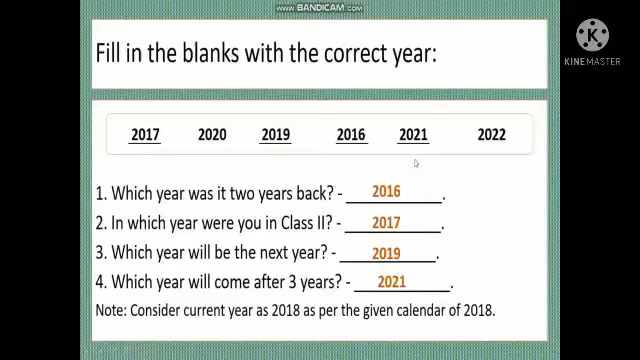 WWW.BANDICAM.COM
Fill in the blanks with the correct year:
K
KINEMASTER
2017 2020 2019 2016 2021 2022
1. Which year was it two years back? - 2016.
2. In which year were you in Class II? - 2017.
3. Which year will be the next year? - 2019.
4. Which year will come after 3 years? - 2021.
Note: Consider current year as 2018 as per the given calendar of 2018.